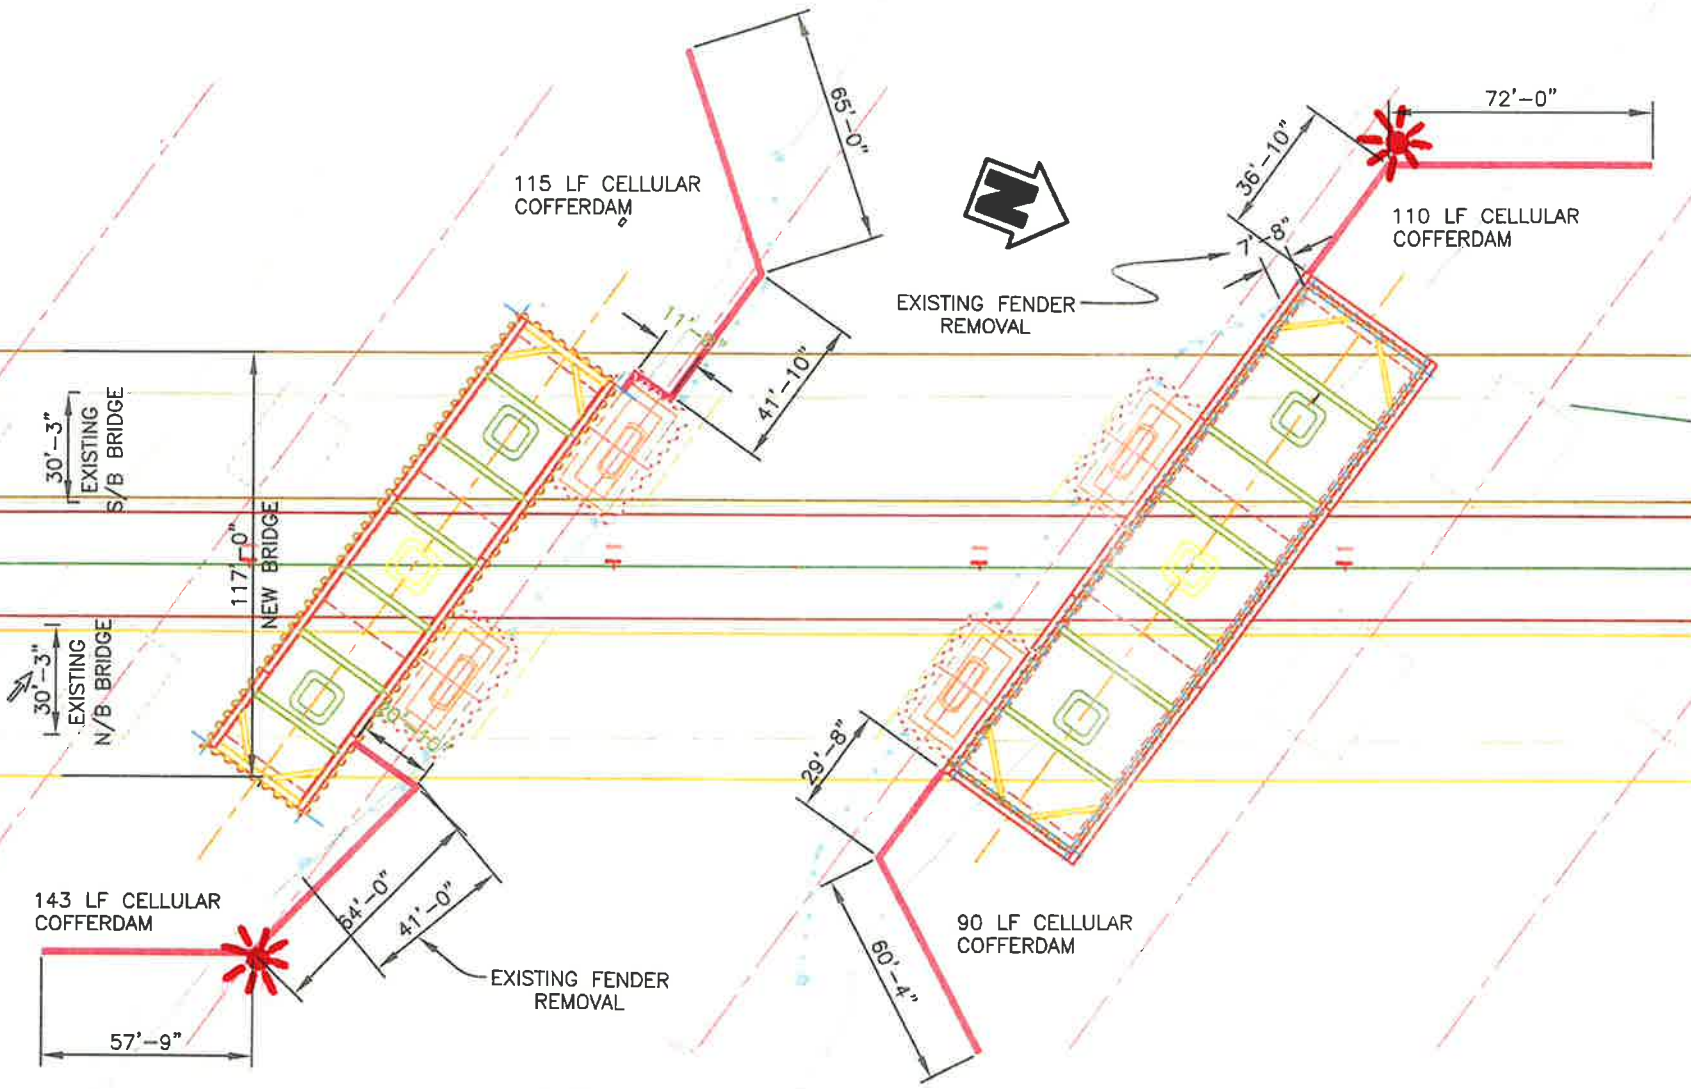 65'-0"
72'-0"
36'-10"
115 LF CELLULAR
COFFERDAM
N
110 LF CELLULAR
COFFERDAM
7'-8"
EXISTING FENDER
REMOVAL
11'
41'-10"
30'-3"
EXISTING
S/B BRIDGE
117'-0"
NEW BRIDGE
30'-3"
EXISTING
N/B BRIDGE
29'-8"
64'-0"
41'-0"
143 LF CELLULAR
COFFERDAM
90 LF CELLULAR
COFFERDAM
60'-4"
EXISTING FENDER
REMOVAL
57'-9"